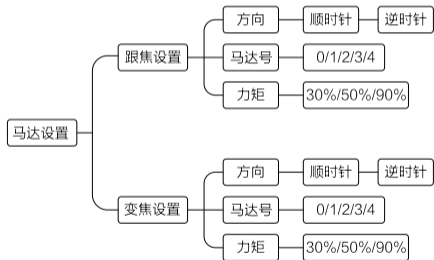 方向 顺时针 逆时针
跟焦设置 马达号 0/1/2/3/4
力矩 30%/50%/90%
马达设置
方向 顺时针 逆时针
变焦设置 马达号 0/1/2/3/4
力矩 30%/50%/90%